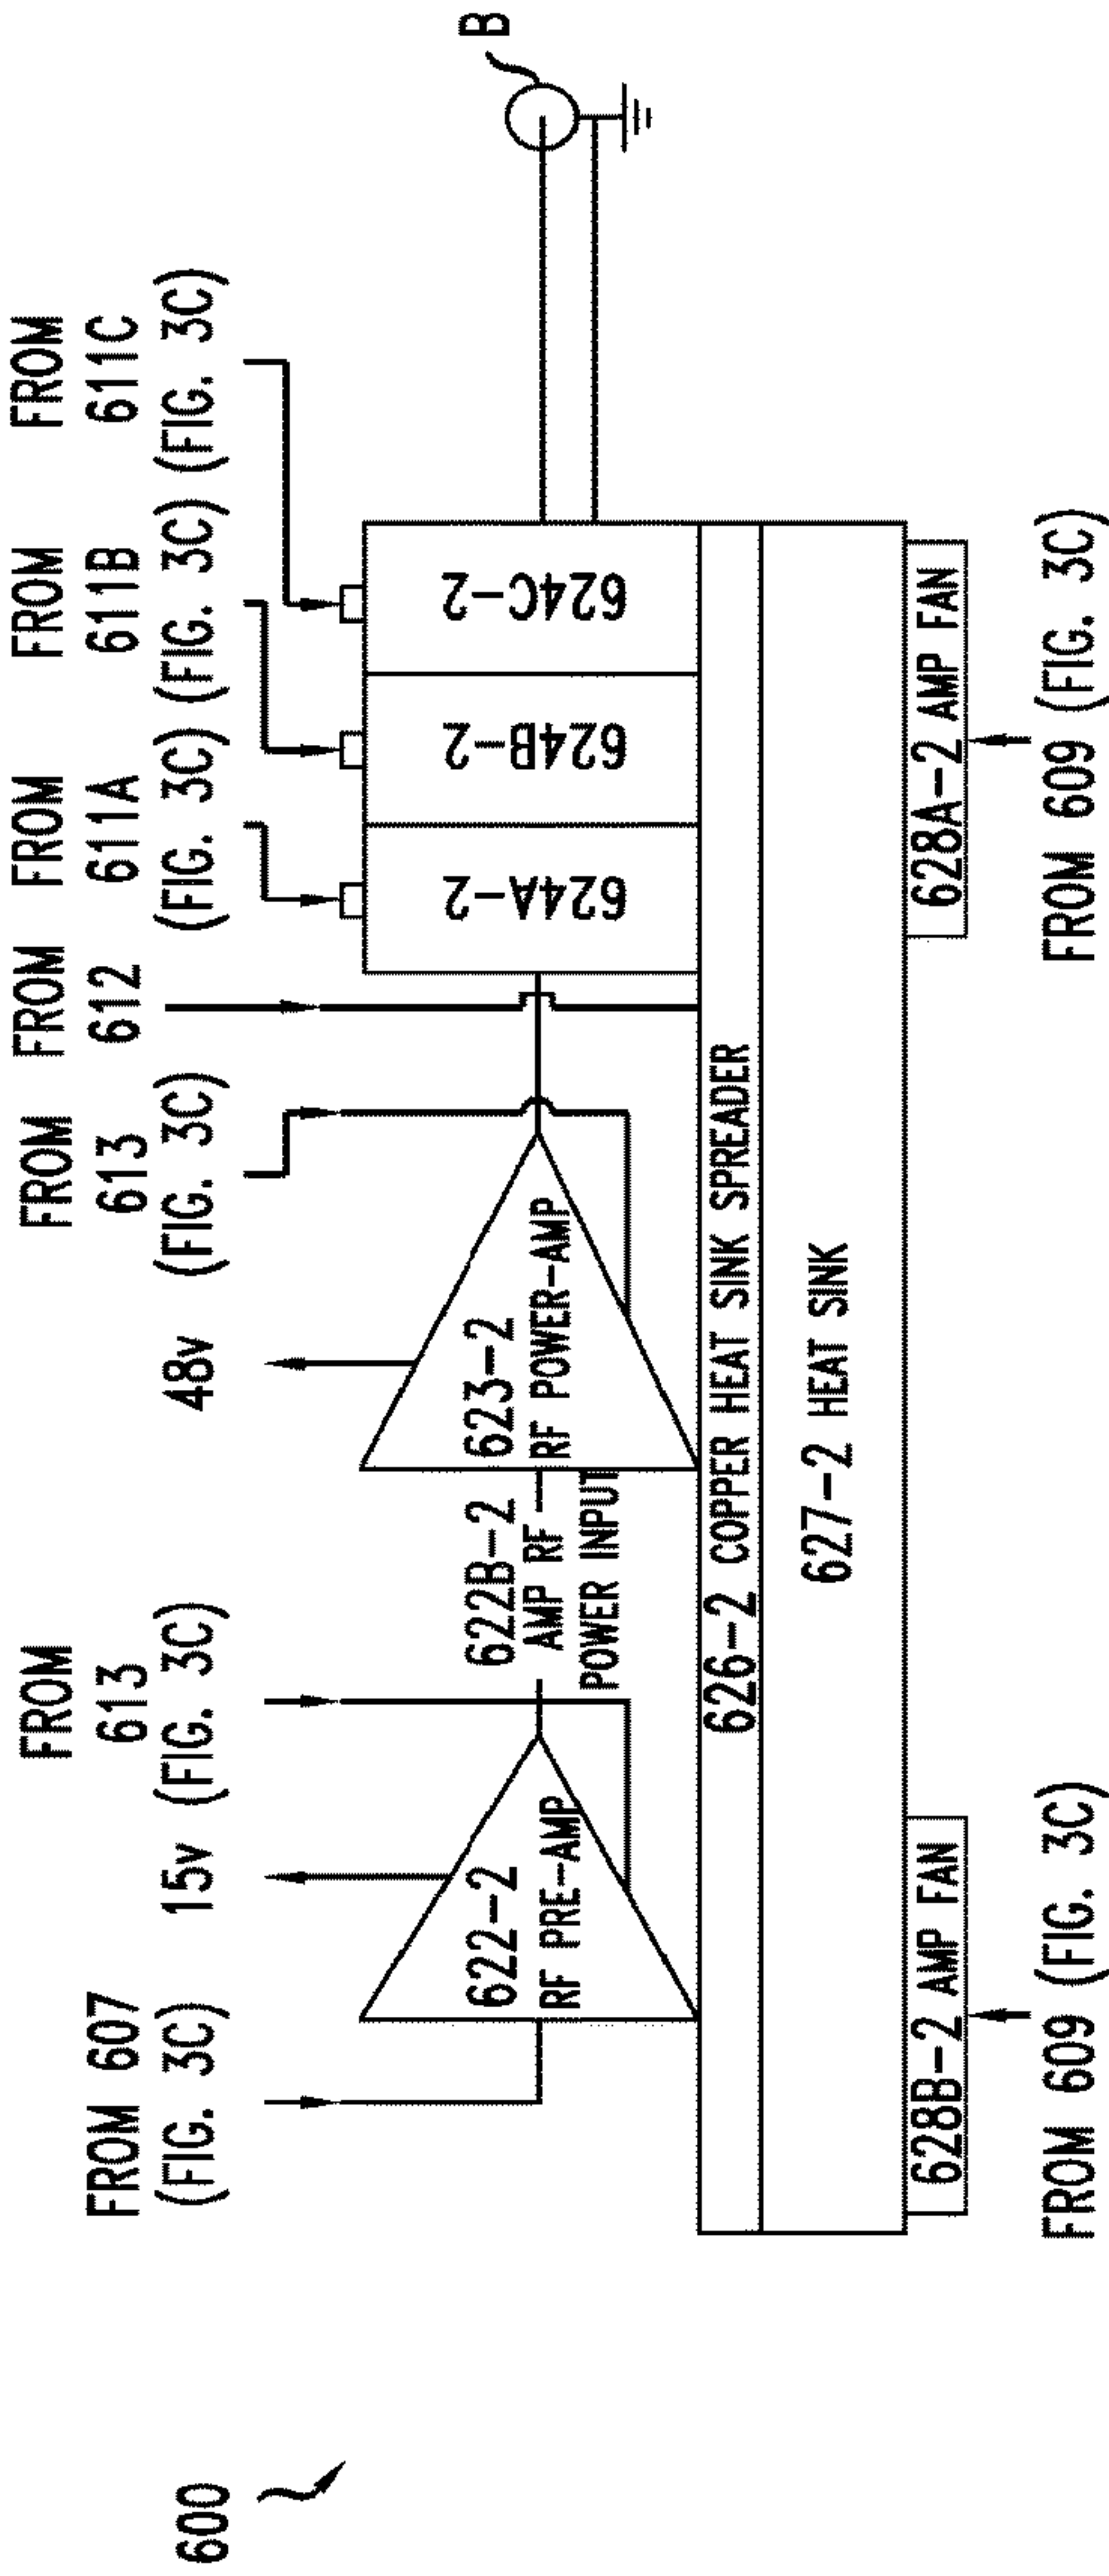 600
FROM 607
(FIG. 3C)
15v
FROM
613
(FIG. 3C)
48v
FROM
613
(FIG. 3C)
FROM
612
FROM
611A
(FIG. 3C)
FROM
611B
(FIG. 3C)
FROM
611C
(FIG. 3C)
622-2
RF PRE-AMP
622B-2
AMP RF
POWER INPUT
623-2
RF POWER-AMP
624A-2
624B-2
624C-2
B
626-2 COPPER HEAT SINK SPREADER
627-2 HEAT SINK
628B-2 AMP FAN
628A-2 AMP FAN
FROM 609 (FIG. 3C)
FROM 609 (FIG. 3C)